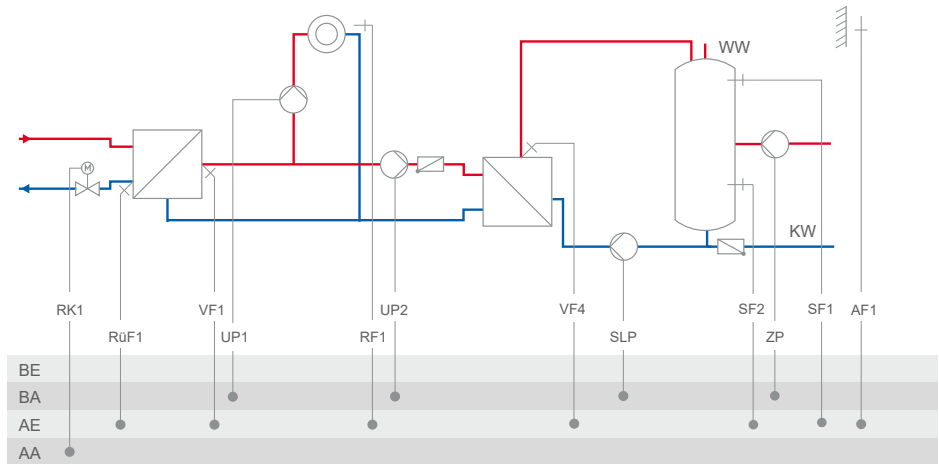 WW
M
KW
RK1
VF1
UP2
VF4
SF2
SF1
AF1
RüF1
UP1
RF1
SLP
ZP
BE
BA
AE
AA